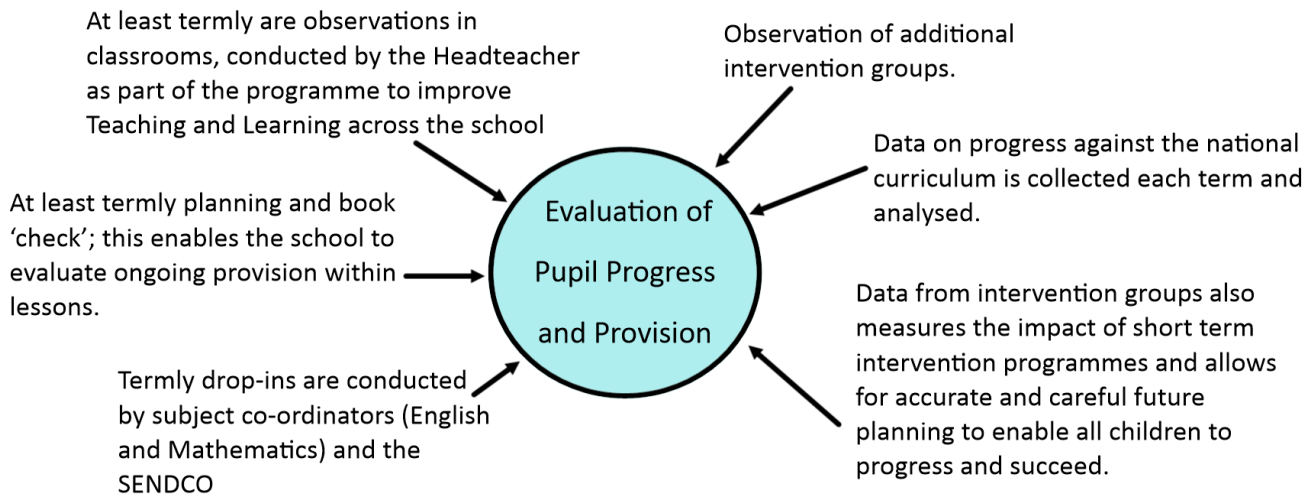 At least termly are observations in
classrooms, conducted by the Headteacher
as part of the programme to improve
Teaching and Learning across the school
Observation of additional
intervention groups.
Data on progress against the national
curriculum is collected each term and
analysed.
At least termly planning and book
‘check’; this enables the school to
evaluate ongoing provision within
lessons.
Evaluation of
Pupil Progress
and Provision
Data from intervention groups also
measures the impact of short term
intervention programmes and allows
for accurate and careful future
planning to enable all children to
progress and succeed.
Termly drop-ins are conducted
by subject co-ordinators (English
and Mathematics) and the
SENDCO